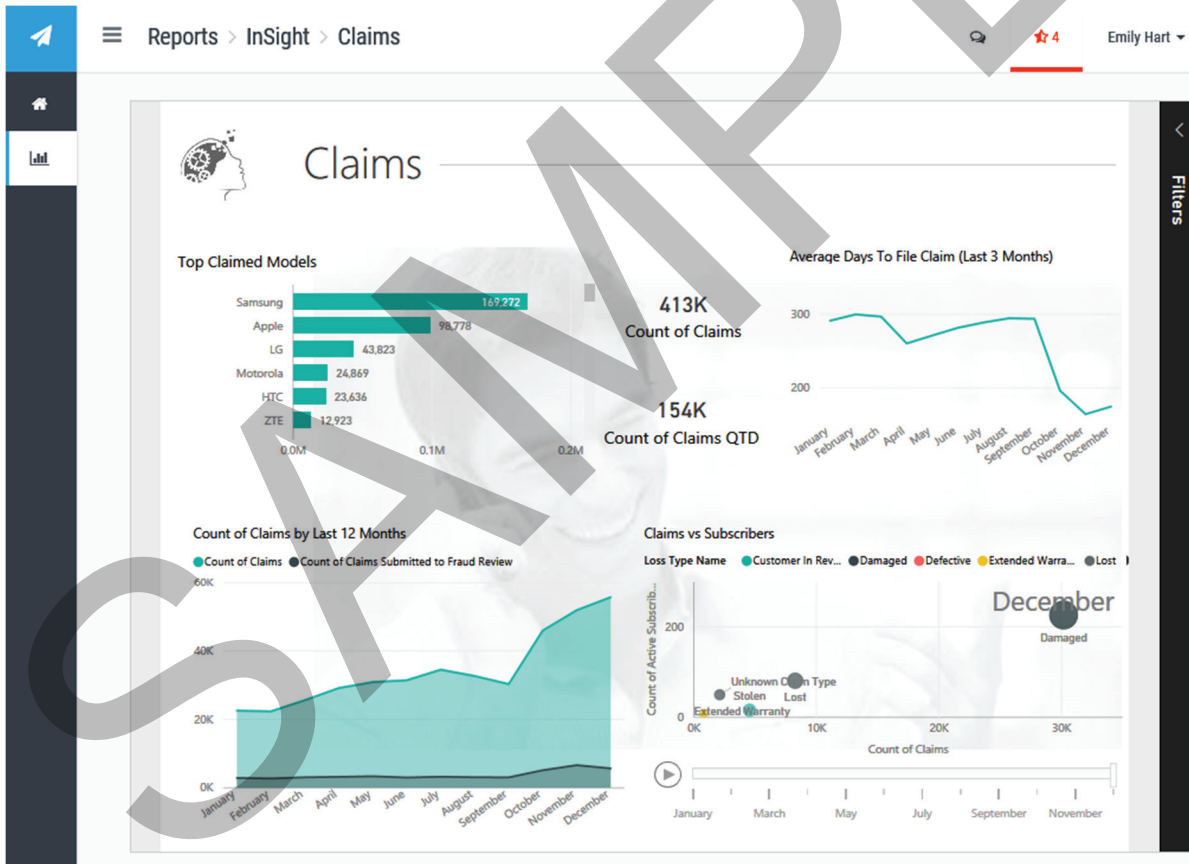 Reports > InSight > Claims
4
Emily Hart
Filters
Claims
Top Claimed Models
Samsung 169,272
Apple 98,778
LG 43,823
Motorola 24,869
HTC 23,636
ZTE 12,923
0.0M 0.1M 0.2M
413K
Count of Claims
154K
Count of Claims QTD
Average Days To File Claim (Last 3 Months)
300
200
January February March April May June July August September October November December
Count of Claims by Last 12 Months
Count of Claims Count of Claims Submitted to Fraud Review
60K
40K
20K
0K
January February March April May June July August September October November December
Claims vs Subscribers
Loss Type Name Customer In Rev... Damaged Defective Extended Warra... Lost
Count of Active Subscrib...
December
200
Damaged
Unknown Claim Type
Stolen Lost
Extended Warranty
0
0K 10K 20K 30K
Count of Claims
January March May July September November
SAMPLE